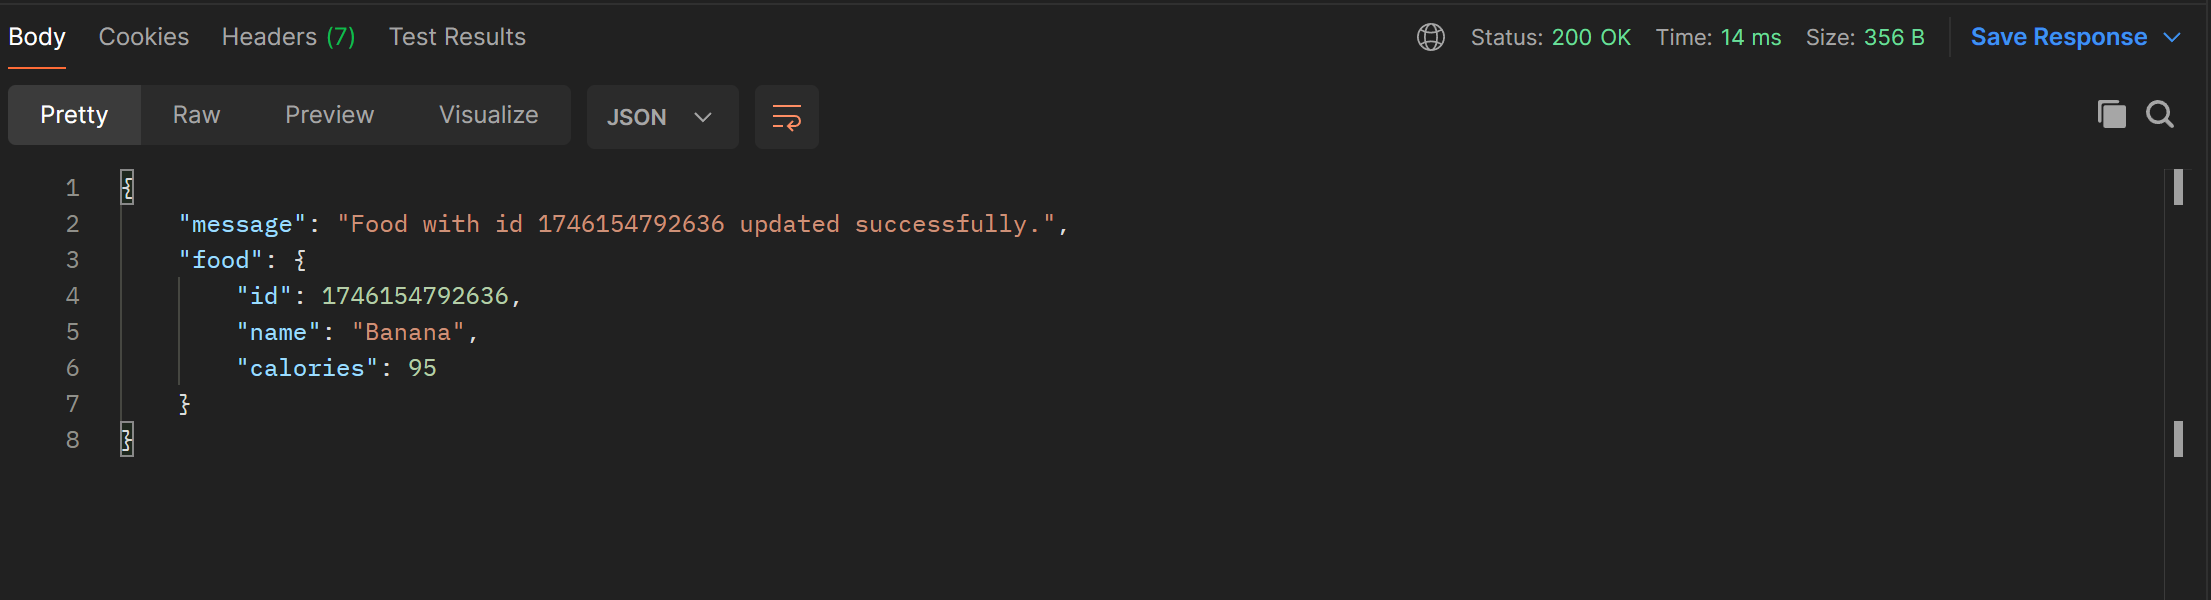 Body Cookies Headers (7) Test Results Status: 200 OK Time: 14 ms Size: 356 B Save Response
Pretty Raw Preview Visualize JSON
1 {
2 "message": "Food with id 1746154792636 updated successfully.",
3 "food": {
4 "id": 1746154792636,
5 "name": "Banana",
6 "calories": 95
7 }
8 }